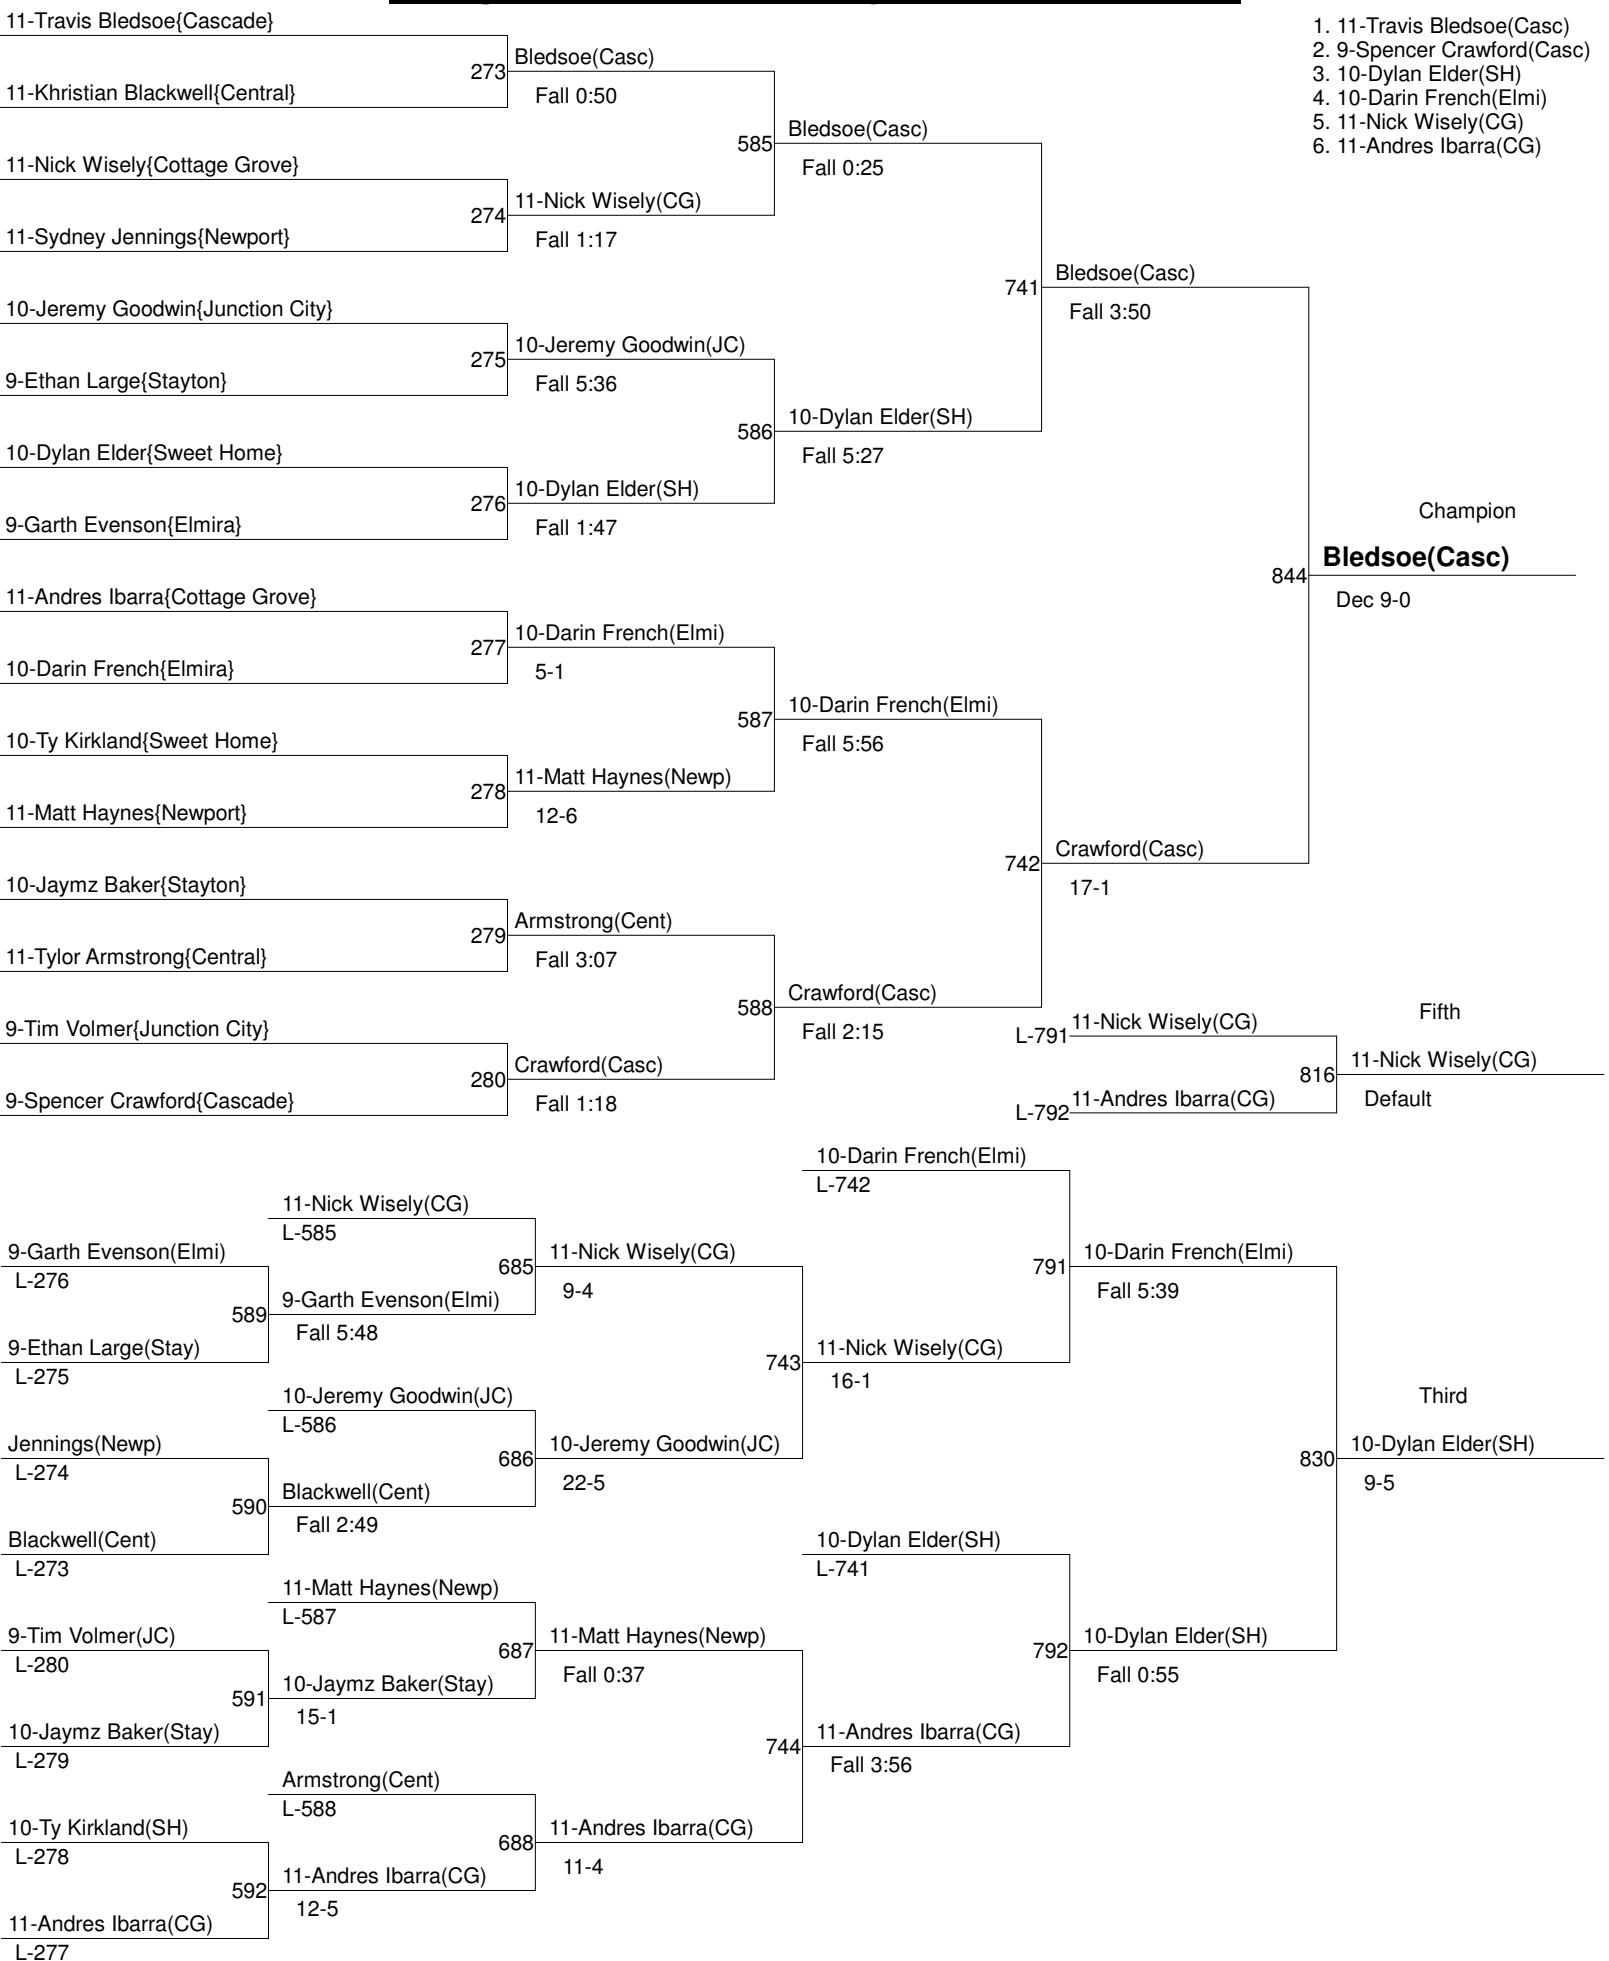 11-Travis Bledsoe{Cascade}
273
11-Khristian Blackwell{Central}
Bledsoe(Casc)
Fall 0:50
11-Nick Wisely{Cottage Grove}
274
11-Sydney Jennings{Newport}
11-Nick Wisely(CG)
Fall 1:17
585
Bledsoe(Casc)
Fall 0:25
10-Jeremy Goodwin{Junction City}
275
9-Ethan Large{Stayton}
10-Jeremy Goodwin(JC)
Fall 5:36
10-Dylan Elder{Sweet Home}
276
9-Garth Evenson{Elmira}
10-Dylan Elder(SH)
Fall 1:47
586
10-Dylan Elder(SH)
Fall 5:27
741
Bledsoe(Casc)
Fall 3:50
11-Andres Ibarra{Cottage Grove}
277
10-Darin French{Elmira}
10-Darin French(Elmi)
5-1
10-Ty Kirkland{Sweet Home}
278
11-Matt Haynes{Newport}
11-Matt Haynes(Newp)
12-6
587
10-Darin French(Elmi)
Fall 5:56
10-Jaymz Baker{Stayton}
279
11-Tylor Armstrong{Central}
Armstrong(Cent)
Fall 3:07
9-Tim Volmer{Junction City}
280
9-Spencer Crawford{Cascade}
Crawford(Casc)
Fall 1:18
588
Crawford(Casc)
Fall 2:15
742
Crawford(Casc)
17-1
844
Champion
Bledsoe(Casc)
Dec 9-0
1. 11-Travis Bledsoe(Casc)
2. 9-Spencer Crawford(Casc)
3. 10-Dylan Elder(SH)
4. 10-Darin French(Elmi)
5. 11-Nick Wisely(CG)
6. 11-Andres Ibarra(CG)
L-791
11-Nick Wisely(CG)
L-792
11-Andres Ibarra(CG)
816
Fifth
11-Nick Wisely(CG)
Default
9-Garth Evenson(Elmi)
L-276
589
9-Ethan Large(Stay)
L-275
11-Nick Wisely(CG)
L-585
685
9-Garth Evenson(Elmi)
Fall 5:48
11-Nick Wisely(CG)
9-4
Jennings(Newp)
L-274
590
Blackwell(Cent)
L-273
10-Jeremy Goodwin(JC)
L-586
686
Blackwell(Cent)
Fall 2:49
10-Jeremy Goodwin(JC)
22-5
743
10-Darin French(Elmi)
L-742
791
11-Nick Wisely(CG)
16-1
10-Darin French(Elmi)
Fall 5:39
9-Tim Volmer(JC)
L-280
591
10-Jaymz Baker(Stay)
L-279
11-Matt Haynes(Newp)
L-587
687
10-Jaymz Baker(Stay)
15-1
11-Matt Haynes(Newp)
Fall 0:37
10-Ty Kirkland(SH)
L-278
592
11-Andres Ibarra(CG)
L-277
Armstrong(Cent)
L-588
688
11-Andres Ibarra(CG)
12-5
11-Andres Ibarra(CG)
11-4
744
10-Dylan Elder(SH)
L-741
792
11-Andres Ibarra(CG)
Fall 3:56
10-Dylan Elder(SH)
Fall 0:55
830
Third
10-Dylan Elder(SH)
9-5